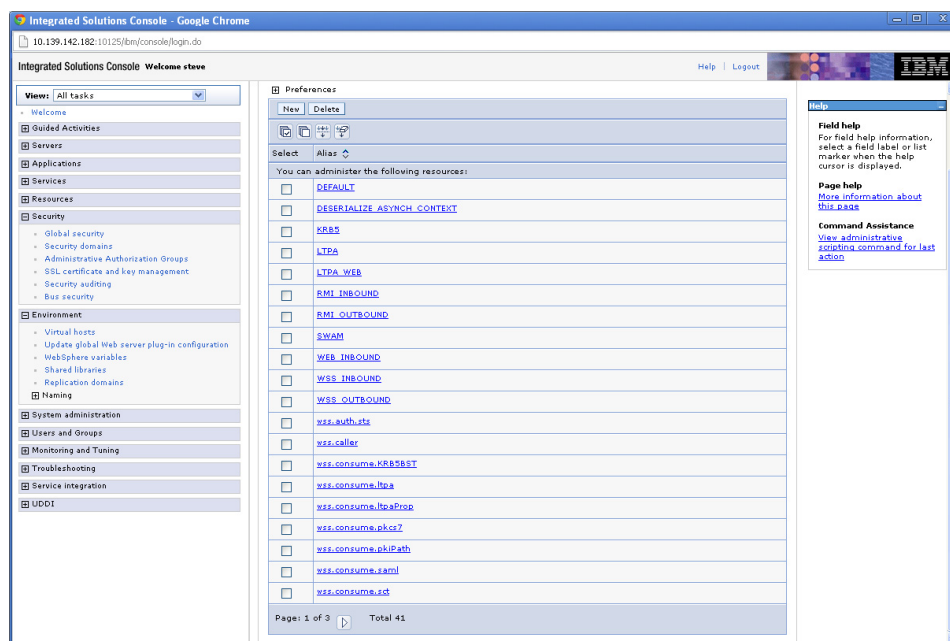 Integrated Solutions Console - Google Chrome
10.139.142.182:10125/ibm/console/login.do
Integrated Solutions Console Welcome steve
Help | Logout
IBM
View: All tasks
Welcome
Guided Activities
Servers
Applications
Services
Resources
Security
Global security
Security domains
Administrative Authorization Groups
SSL certificate and key management
Security auditing
Bus security
Environment
Virtual hosts
Update global Web server plug-in configuration
WebSphere variables
Shared libraries
Replication domains
Naming
System administration
Users and Groups
Monitoring and Tuning
Troubleshooting
Service integration
UDDI
Preferences
New Delete
Select Alias
You can administer the following resources:
DEFAULT
DESERIALIZE_ASYNCH_CONTEXT
KRB5
LTPA
LTPA_WEB
RMI_INBOUND
RMI_OUTBOUND
SWAM
WEB_INBOUND
WSS_INBOUND
WSS_OUTBOUND
wss.auth.sts
wss.caller
wss.consume.KRB5BST
wss.consume.ltpa
wss.consume.ltpaProp
wss.consume.pkcs7
wss.consume.pkiPath
wss.consume.saml
wss.consume.sct
Page: 1 of 3 Total 41
Help
Field help
For field help information,
select a field label or list
marker when the help
cursor is displayed.
Page help
More information about
this page
Command Assistance
View administrative
scripting command for last
action